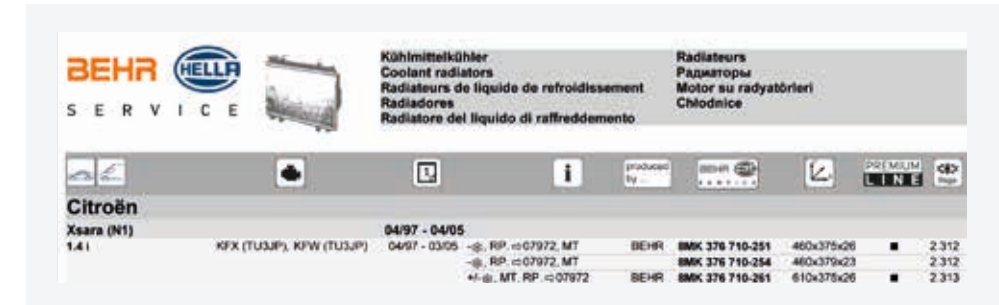 BEHR HELLA
SERVICE
Kühlmittelkühler
Coolant radiators
Radiateurs de liquide de refroidissement
Radiadores
Radiatore del liquido di raffreddemento
Radiateurs
Радиаторы
Motor su radyatörleri
Chłodnice
i produced by ... BEHR SERVICE PREMIUM LINE
Citroën
Xsara (N1) 04/97 - 04/05
1.4 i KFX (TU3JP), KFW (TU3JP) 04/97 - 03/05 -, RP, ⇨07972, MT BEHR 8MK 376 710-251 460x375x26 ■ 2.312
-, RP, ⇨07972, MT 8MK 376 710-254 460x379x23 2.312
+/-, MT, RP, ⇨07972 BEHR 8MK 376 710-261 610x375x26 ■ 2.313